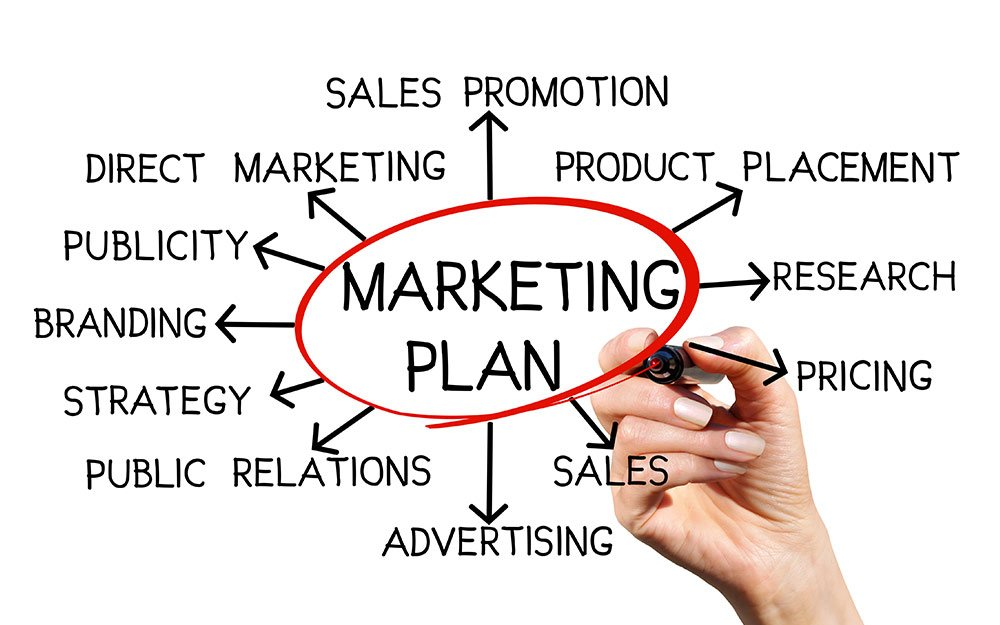 SALES PROMOTION
DIRECT MARKETING
PRODUCT PLACEMENT
PUBLICITY
RESEARCH
MARKETING
PLAN
BRANDING
PRICING
STRATEGY
PUBLIC RELATIONS
SALES
ADVERTISING